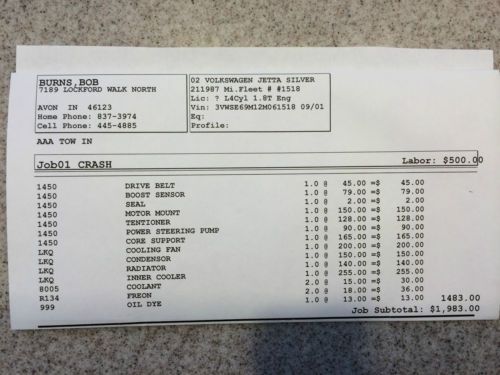 BURNS,BOB
7189 LOCKFORD WALK NORTH
AVON IN 46123
Home Phone: 837-3974
Cell Phone: 445-4885
02 VOLKSWAGEN JETTA SILVER
211987 Mi.Fleet # #1518
Lic: ? L4Cyl 1.8T Eng
Vin: 3VWSE69M12M061518 09/01
Eq:
Profile:
AAA TOW IN
Job01 CRASH Labor: $500.00
1450 DRIVE BELT 1.0 @ 45.00 =$ 45.00
1450 BOOST SENSOR 1.0 @ 79.00 =$ 79.00
1450 SEAL 1.0 @ 2.00 =$ 2.00
1450 MOTOR MOUNT 1.0 @ 150.00 =$ 150.00
1450 TENTIONER 1.0 @ 128.00 =$ 128.00
1450 POWER STEERING PUMP 1.0 @ 90.00 =$ 90.00
1450 CORE SUPPORT 1.0 @ 165.00 =$ 165.00
LKQ COOLING FAN 1.0 @ 200.00 =$ 200.00
LKQ CONDENSOR 1.0 @ 150.00 =$ 150.00
LKQ RADIATOR 1.0 @ 140.00 =$ 140.00
LKQ INNER COOLER 1.0 @ 255.00 =$ 255.00
8005 COOLANT 2.0 @ 15.00 =$ 30.00
R134 FREON 2.0 @ 18.00 =$ 36.00
999 OIL DYE 1.0 @ 13.00 =$ 13.00 1483.00
Job Subtotal: $1,983.00